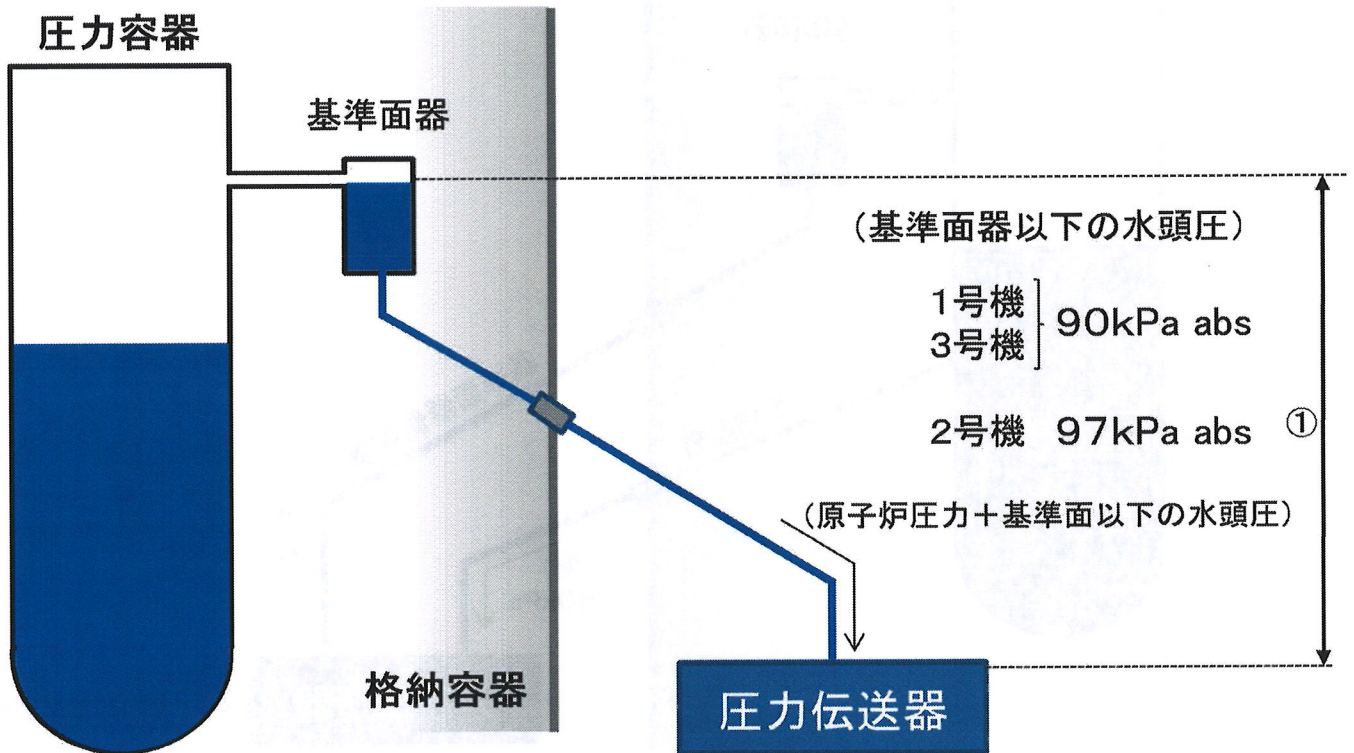 圧力容器
基準面器
(基準面器以下の水頭圧)
1号機
3号機
90kPa abs
2号機 97kPa abs
①
(原子炉圧力+基準面以下の水頭圧)
格納容器
圧力伝送器